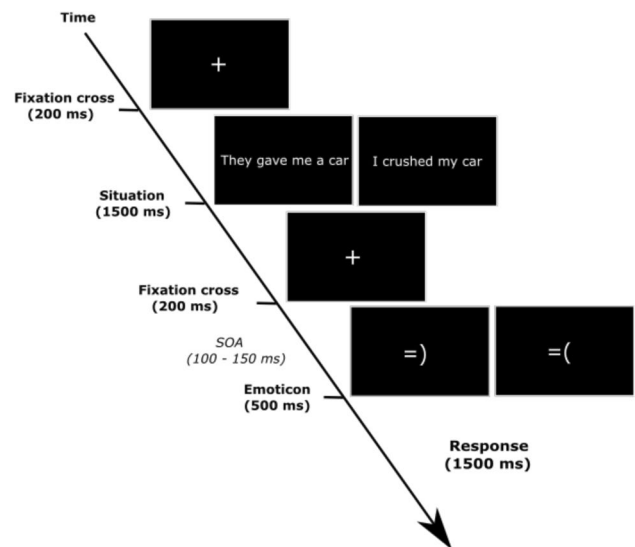 Time
+
Fixation cross
(200 ms)
They gave me a car
I crushed my car
Situation
(1500 ms)
+
Fixation cross
(200 ms)
SOA
(100 - 150 ms)
=)
=(
Emoticon
(500 ms)
Response
(1500 ms)